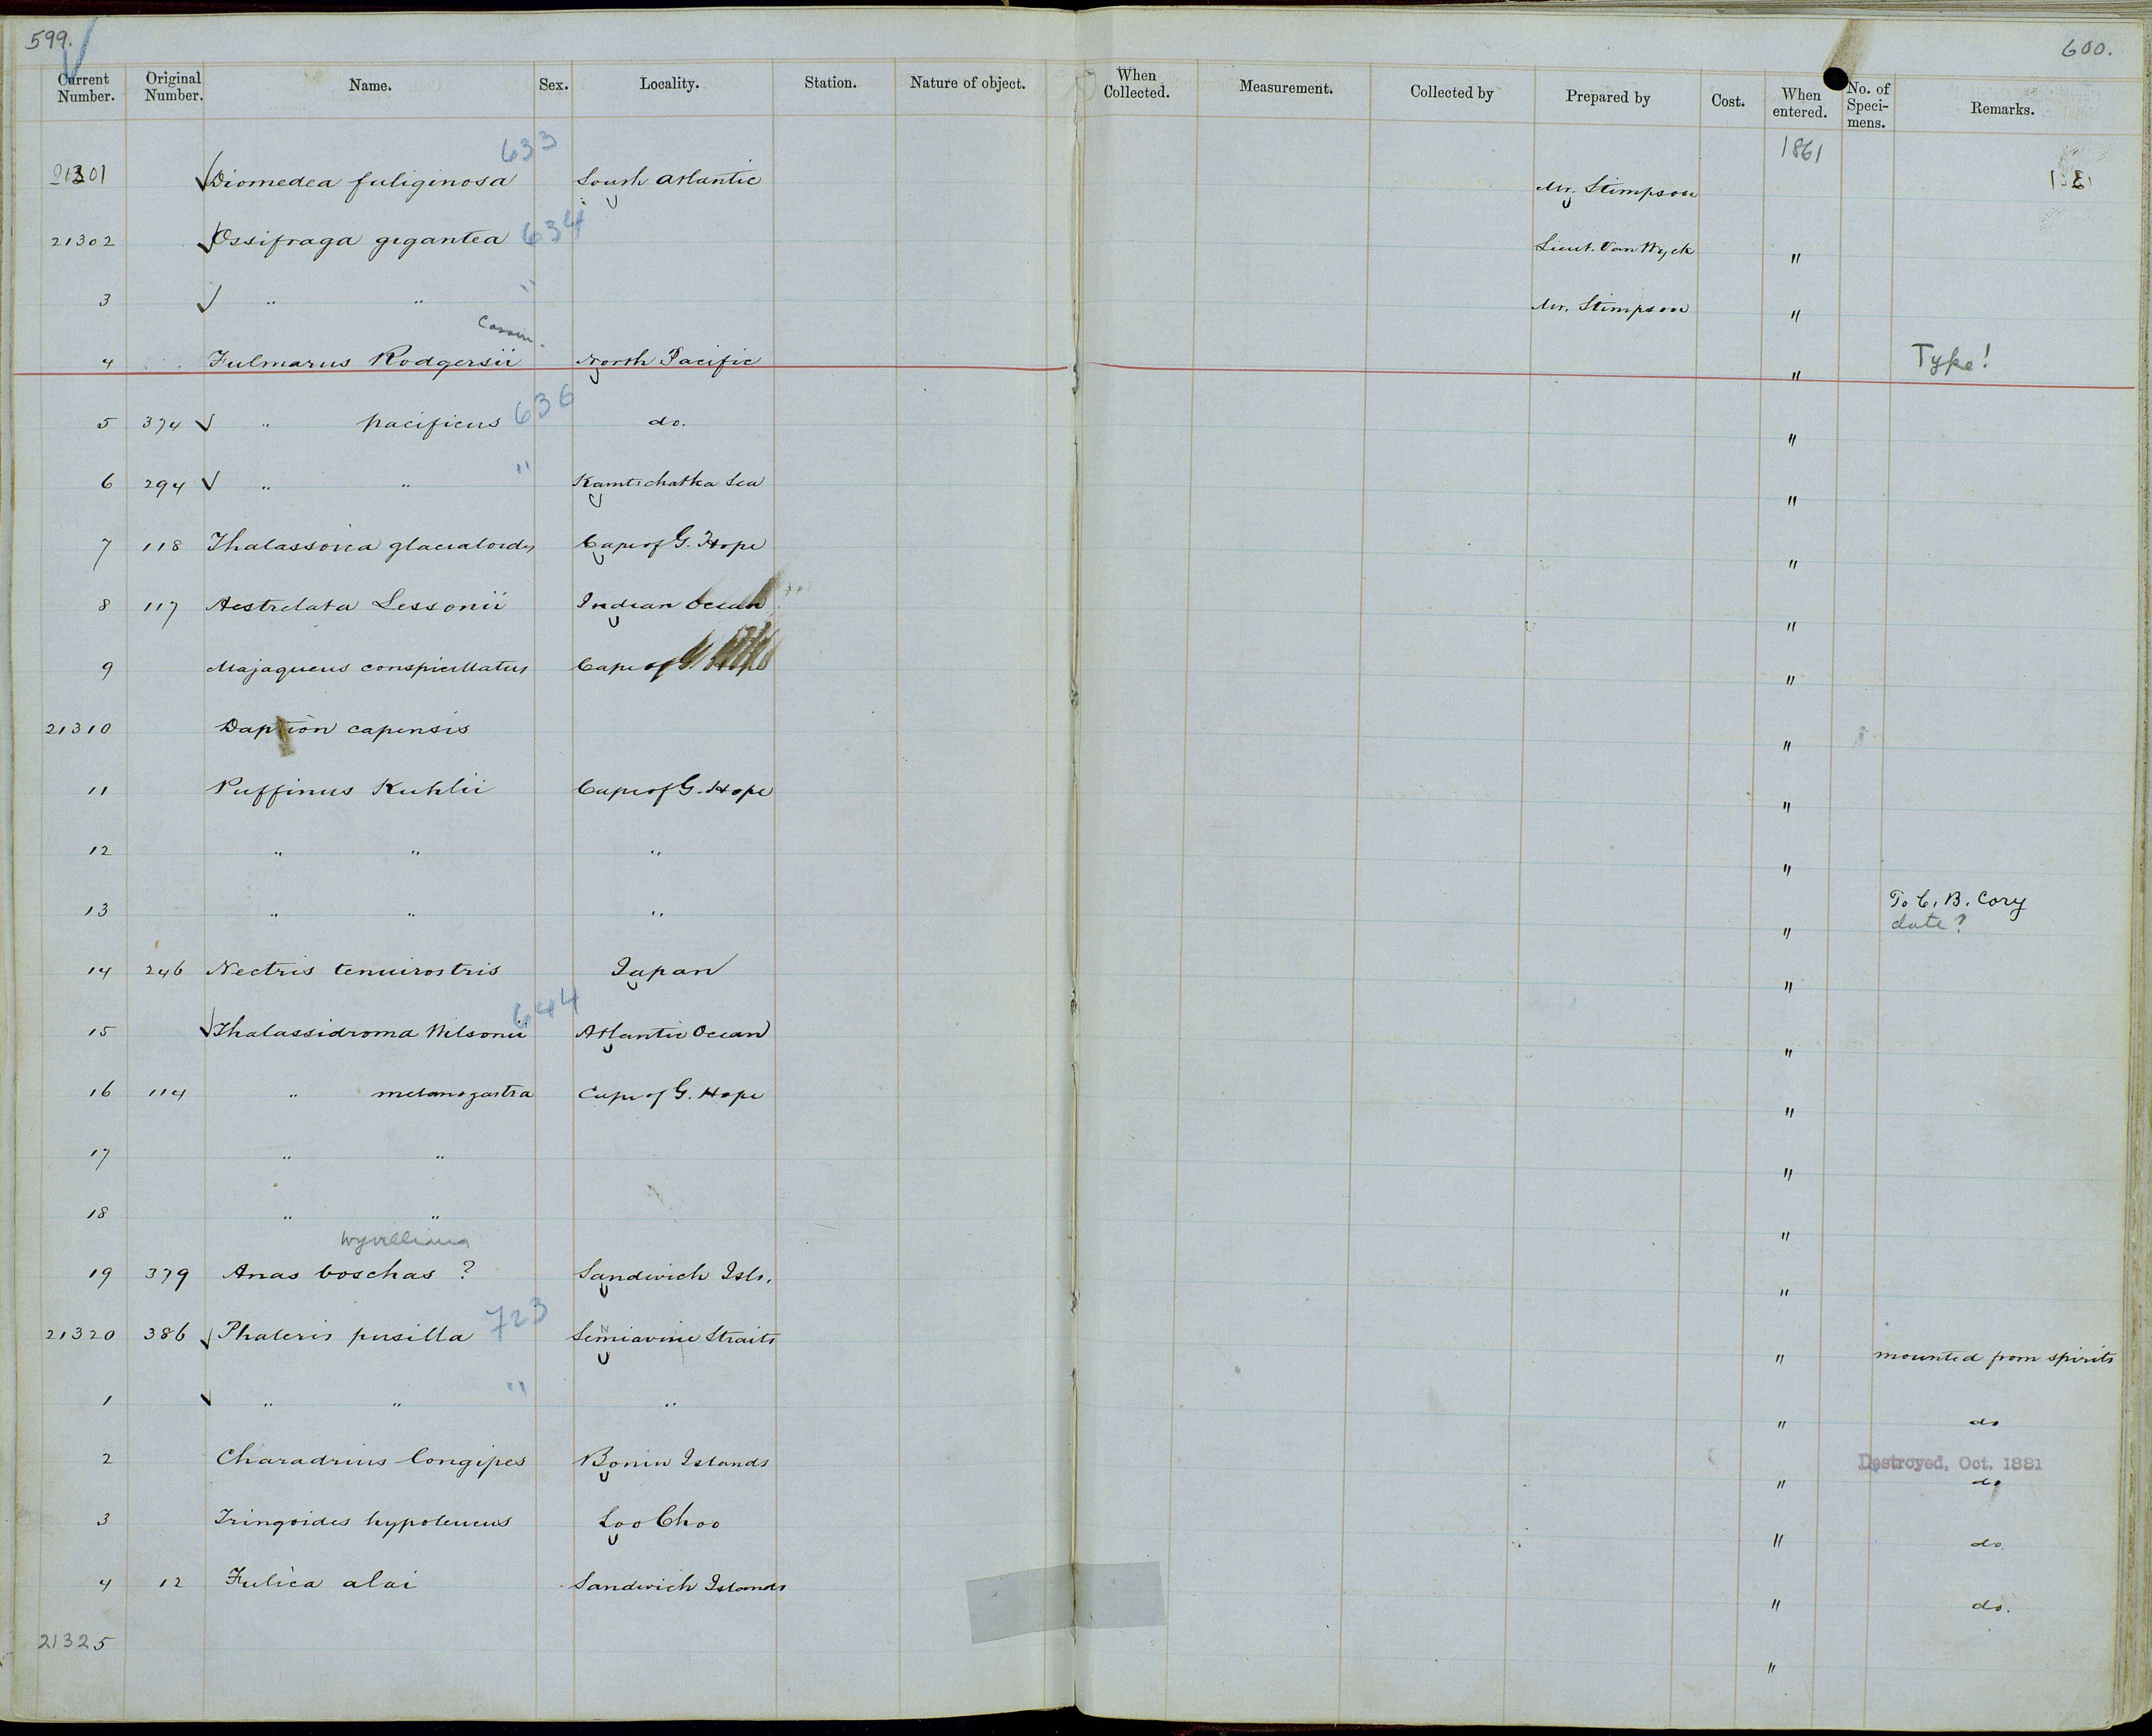 599. 600.
Current Number. Original Number. Name. Sex. Locality. Station. Nature of object. When Collected. Measurement. Collected by Prepared by Cost. When entered. No. of Speci- mens. Remarks.
633 1861
21301 Diomedea fuliginosa South Atlantic Mr. Stimpson
21302 Ossifraga gigantea 634 Lieut. Van Wyck "
3 " " " Mr. Stimpson "
Cassin.
4 Fulmarus Rodgersii North Pacific " Type!
5 374 " pacificus 636 do. "
6 294 " " " Kamtschatka Sea "
7 118 Thalassoica glacialoides Cape of G. Hope "
8 117 Aestrelata Lessonii Indian Ocean "
9 Majaqueus conspicillatus Cape of G. Hope "
21310 Daption capensis "
11 Puffinus Kuhlii Cape of G. Hope "
12 " " " "
13 " " " " To C. B. Cory
date?
14 246 Nectris tenuirostris Japan "
15 Thalassidroma Wilsonii 644 Atlantic Ocean "
16 114 " melanogastra Cape of G. Hope "
17 " " "
18 " " "
Wyvilliana
19 379 Anas boschas ? Sandwich Isls. "
21320 386 Phaleris pusilla 723 Semiavine Straits " mounted from spirits
1 " " " " " do
2 Charadrius longipes Bonin Islands " Destroyed, Oct. 1881
do
3 Tringoides hypoleucus Loo Choo " do.
4 12 Fulica alai Sandwich Islands " do.
21325 "